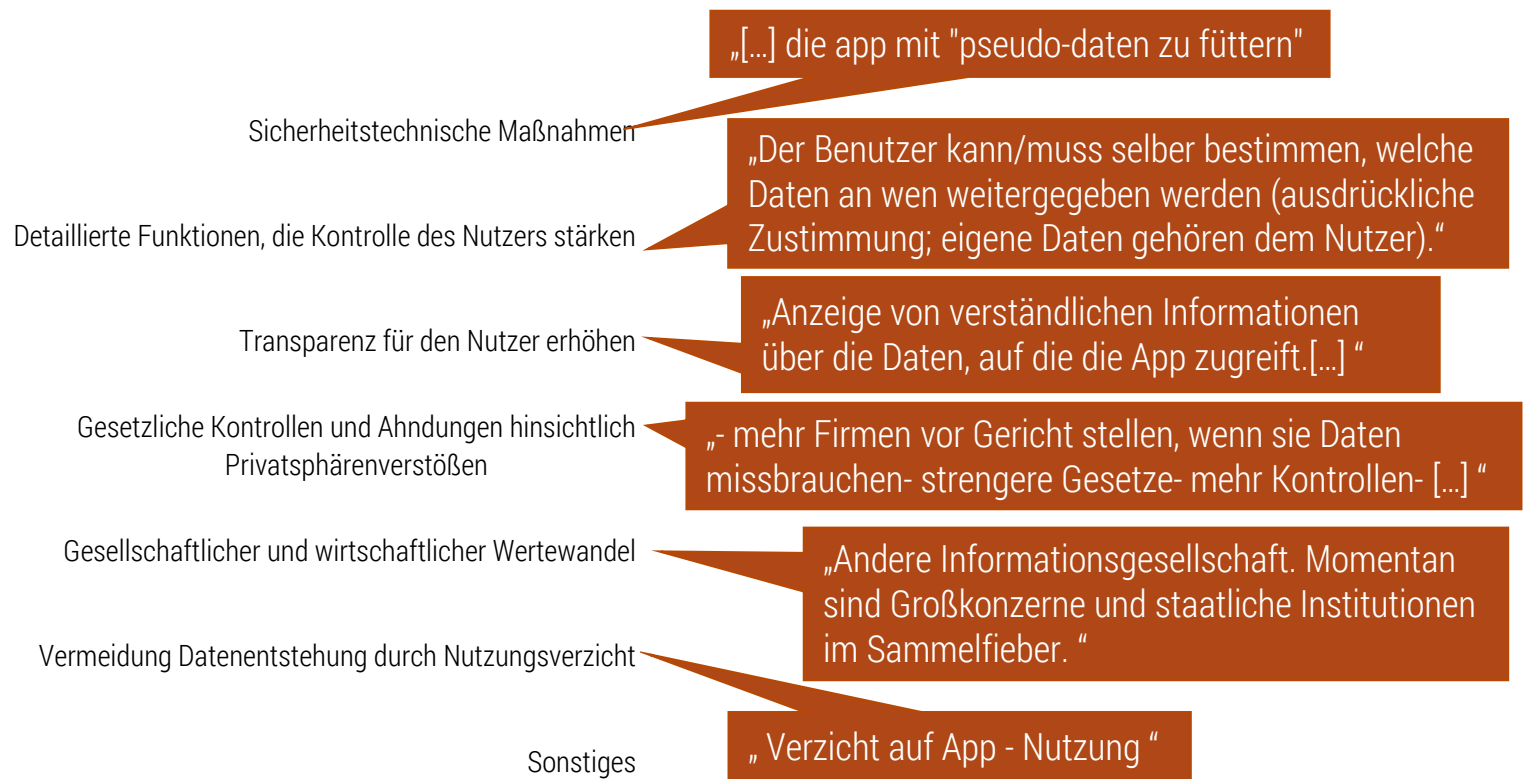 „[…] die app mit "pseudo-daten zu füttern"
Sicherheitstechnische Maßnahmen
„Der Benutzer kann/muss selber bestimmen, welche
Daten an wen weitergegeben werden (ausdrückliche
Zustimmung; eigene Daten gehören dem Nutzer).“
Detaillierte Funktionen, die Kontrolle des Nutzers stärken
„Anzeige von verständlichen Informationen
über die Daten, auf die die App zugreift.[…] “
Transparenz für den Nutzer erhöhen
Gesetzliche Kontrollen und Ahndungen hinsichtlich
Privatsphärenverstößen
„- mehr Firmen vor Gericht stellen, wenn sie Daten
missbrauchen- strengere Gesetze- mehr Kontrollen- […] “
Gesellschaftlicher und wirtschaftlicher Wertewandel
„Andere Informationsgesellschaft. Momentan
sind Großkonzerne und staatliche Institutionen
im Sammelfieber. “
Vermeidung Datenentstehung durch Nutzungsverzicht
„ Verzicht auf App - Nutzung “
Sonstiges